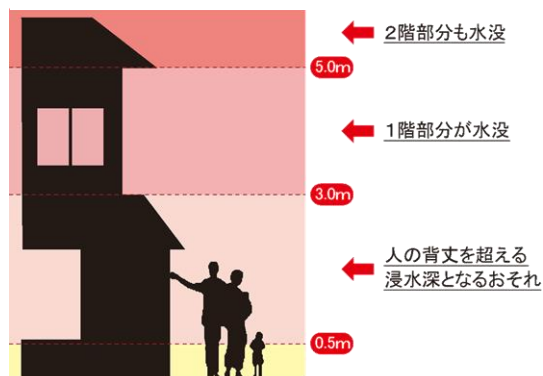 ２階部分も水没
5.0m
１階部分が水没
3.0m
人の背丈を超える
浸水深となるおそれ
0.5m